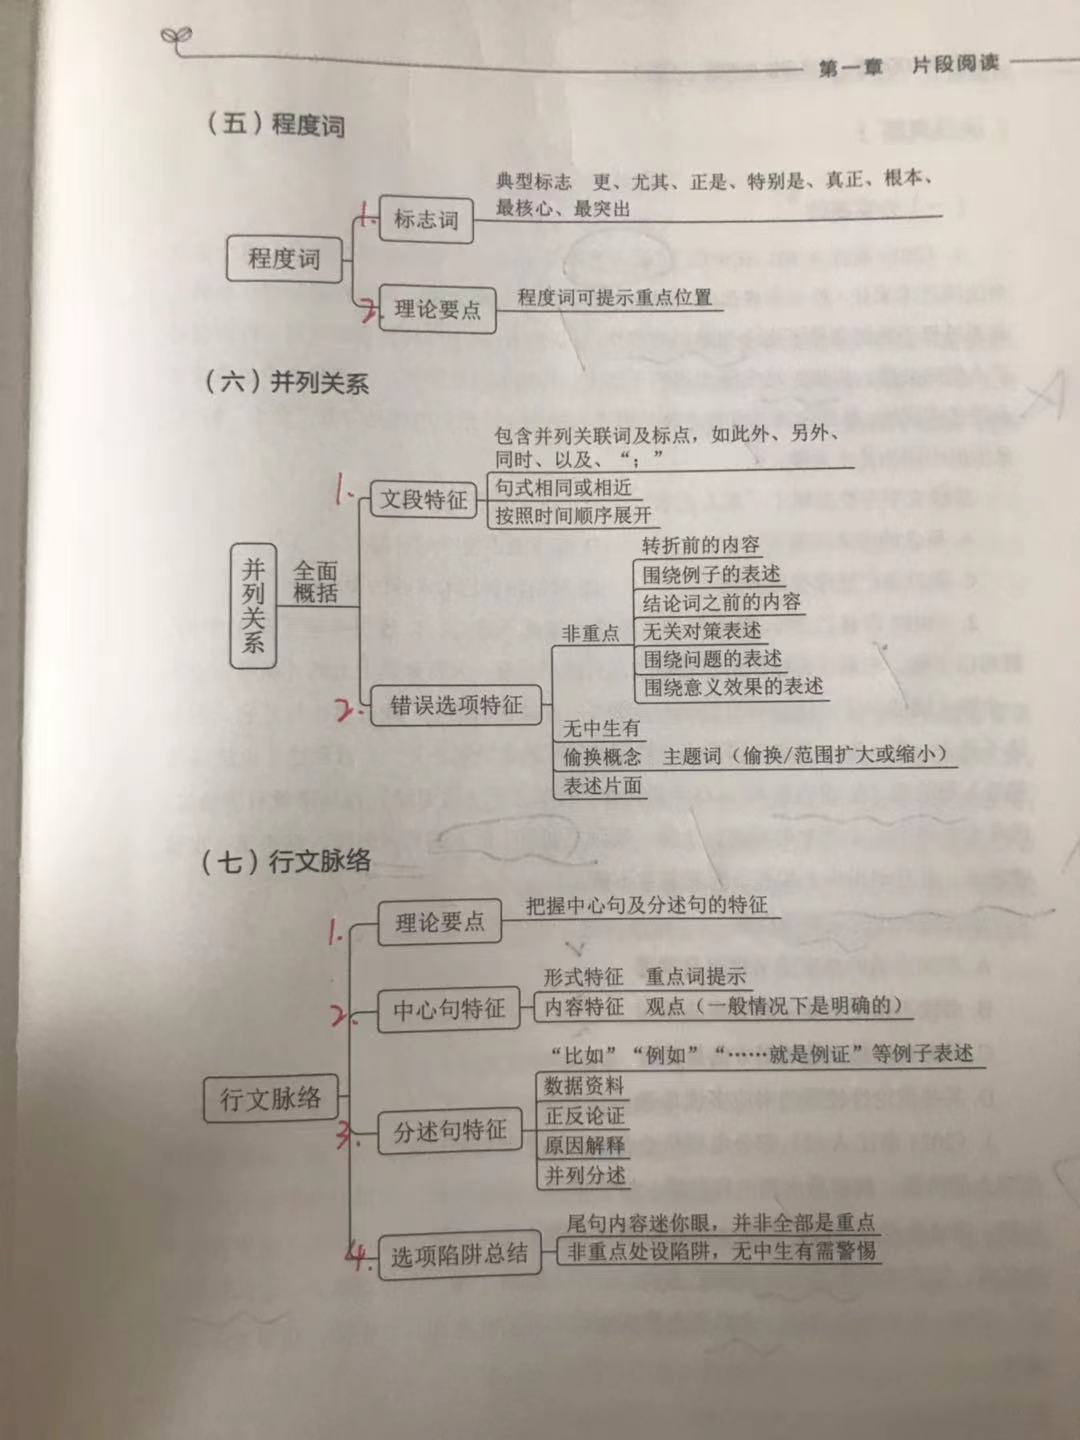 第一章 片段阅读
（五）程度词
典型标志 更、尤其、正是、特别是、真正、根本、
最核心、最突出
1.
标志词
程度词
2.
理论要点
程度词可提示重点位置
（六）并列关系
包含并列关联词及标点，如此外、另外、
同时、以及、“；”
1.
文段特征
句式相同或相近
按照时间顺序展开
并列关系
全面
概括
转折前的内容
围绕例子的表述
结论词之前的内容
非重点
无关对策表述
围绕问题的表述
围绕意义效果的表述
2.
错误选项特征
无中生有
偷换概念 主题词（偷换/范围扩大或缩小）
表述片面
（七）行文脉络
1.
理论要点
把握中心句及分述句的特征
2.
中心句特征
形式特征 重点词提示
内容特征 观点（一般情况下是明确的）
行文脉络
“比如”“例如”“……就是例证”等例子表述
数据资料
3.
分述句特征
正反论证
原因解释
并列分述
4.
选项陷阱总结
尾句内容迷你眼，并非全部是重点
非重点处设陷阱，无中生有需警惕